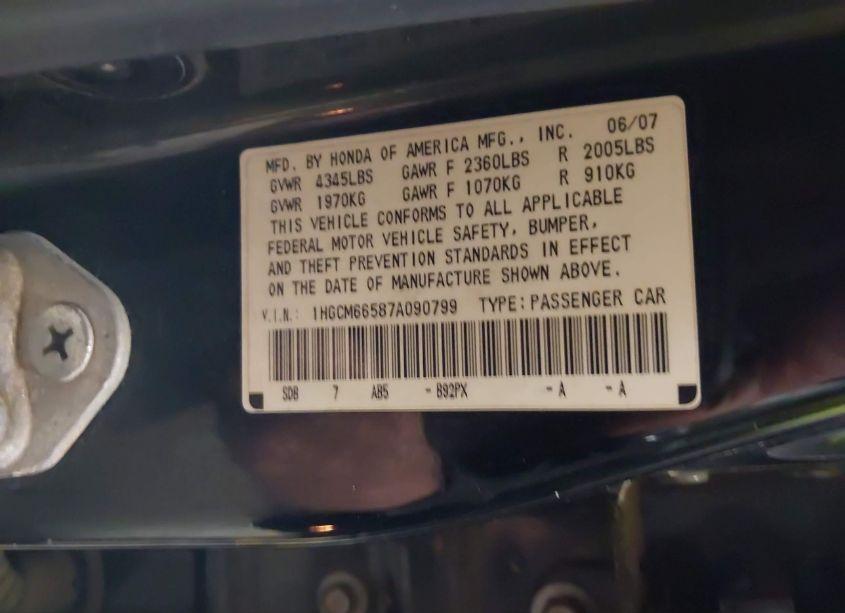 MFD. BY HONDA OF AMERICA MFG., INC. 06/07
GVWR 4345LBS GAWR F 2360LBS R 2005LBS
GVWR 1970KG GAWR F 1070KG R 910KG
THIS VEHICLE CONFORMS TO ALL APPLICABLE
FEDERAL MOTOR VEHICLE SAFETY, BUMPER,
AND THEFT PREVENTION STANDARDS IN EFFECT
ON THE DATE OF MANUFACTURE SHOWN ABOVE.
V.I.N.: 1HGCM66587A090799 TYPE: PASSENGER CAR
SDB 7 AB5 - B92PX - A - A